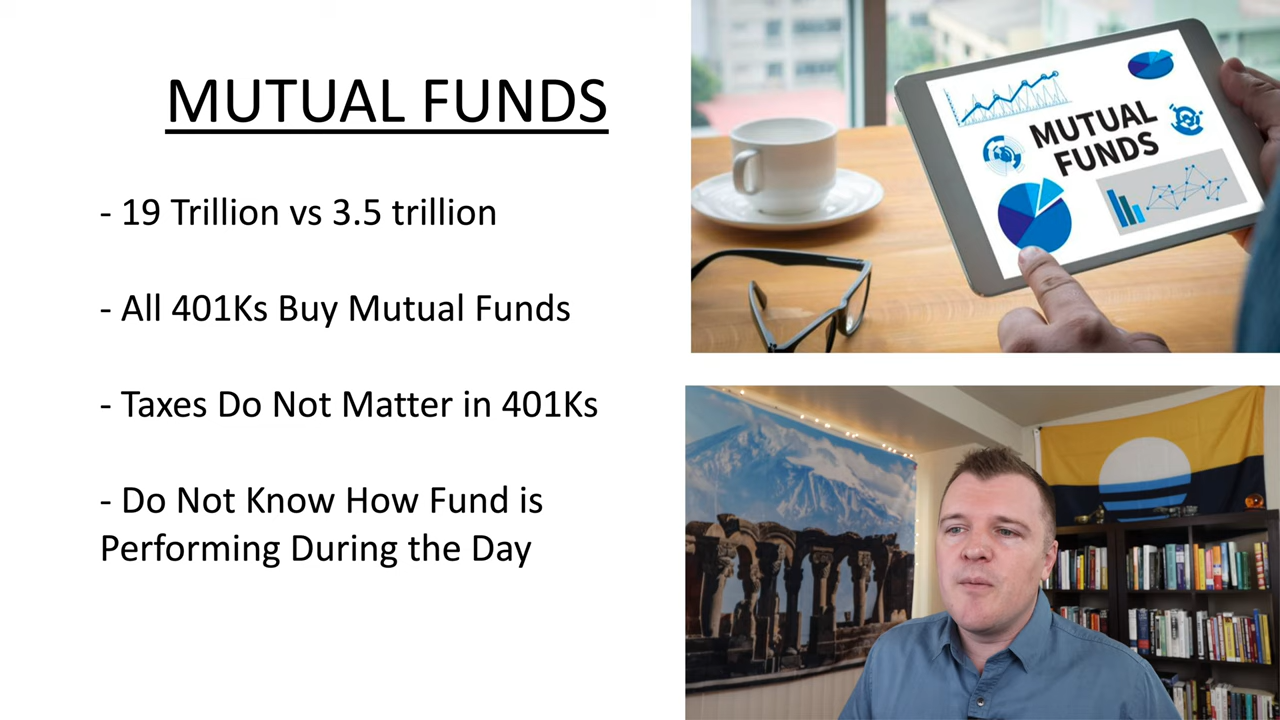 MUTUAL FUNDS
- 19 Trillion vs 3.5 trillion
- All 401Ks Buy Mutual Funds
- Taxes Do Not Matter in 401Ks
- Do Not Know How Fund is
Performing During the Day
MUTUAL
FUNDS